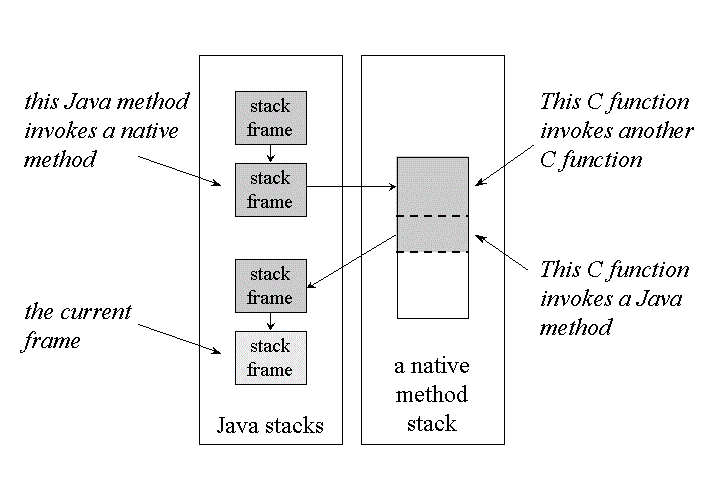 this Java method
invokes a native
method
stack
frame
stack
frame
This C function
invokes another
C function
stack
frame
This C function
invokes a Java
method
the current
frame
stack
frame
a native
method
stack
Java stacks